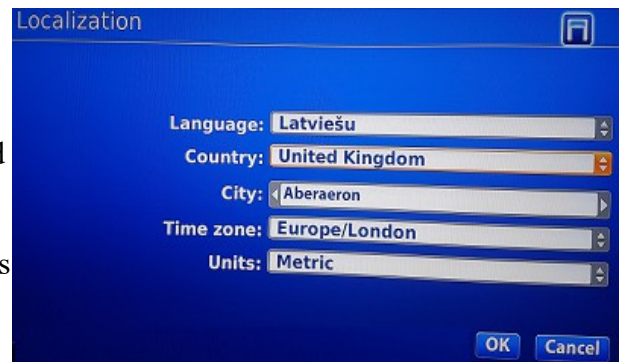 Localization
Language: Latviešu
Country: United Kingdom
City: Aberaeron
Time zone: Europe/London
Units: Metric
OK Cancel